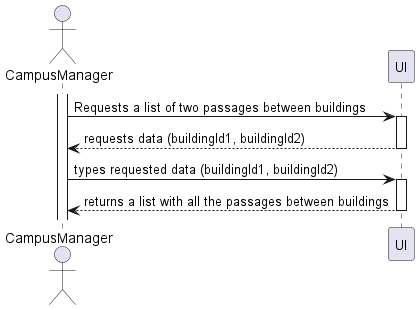 CampusManager
UI
Requests a list of two passages between buildings
requests data (buildingId1, buildingId2)
types requested data (buildingId1, buildingId2)
returns a list with all the passages between buildings
CampusManager
UI